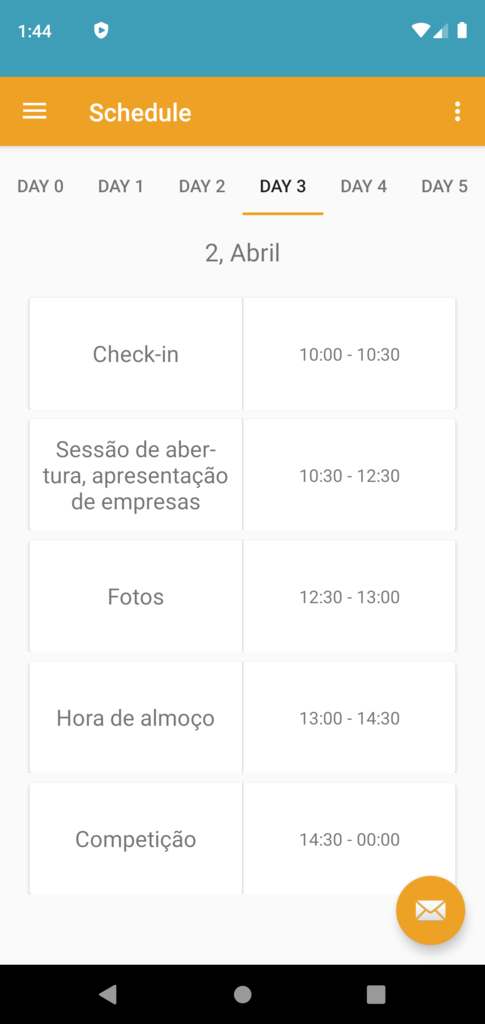 1:44
Schedule
DAY 0 DAY 1 DAY 2 DAY 3 DAY 4 DAY 5
2, Abril
Check-in 10:00 - 10:30
Sessão de aber-
tura, apresentação 10:30 - 12:30
de empresas
Fotos 12:30 - 13:00
Hora de almoço 13:00 - 14:30
Competição 14:30 - 00:00